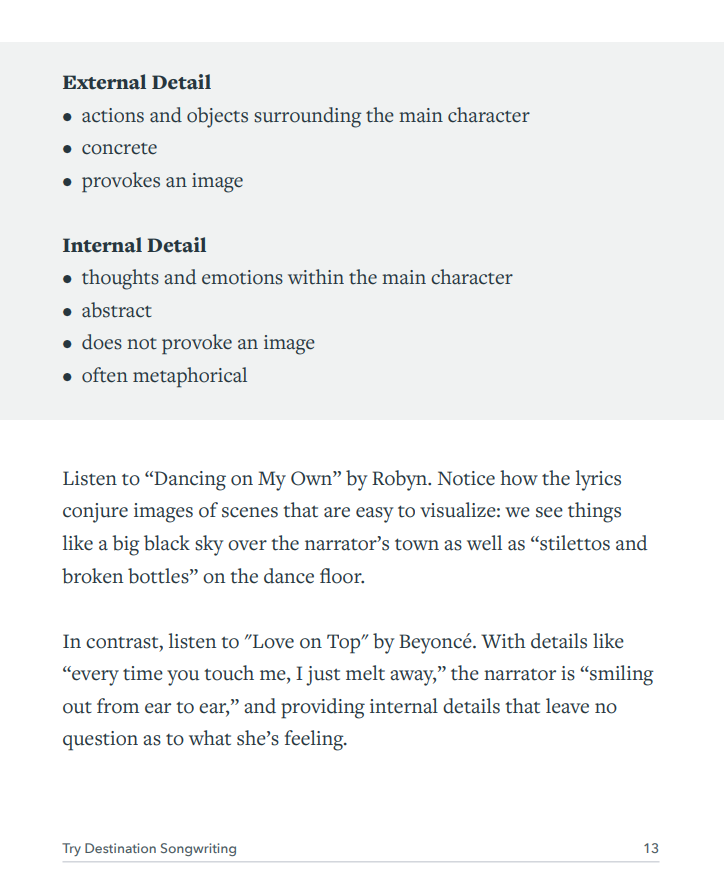 External Detail
• actions and objects surrounding the main character
• concrete
• provokes an image
Internal Detail
• thoughts and emotions within the main character
• abstract
• does not provoke an image
• often metaphorical
Listen to “Dancing on My Own” by Robyn. Notice how the lyrics
conjure images of scenes that are easy to visualize: we see things
like a big black sky over the narrator’s town as well as “stilettos and
broken bottles” on the dance floor.
In contrast, listen to "Love on Top" by Beyoncé. With details like
“every time you touch me, I just melt away,” the narrator is “smiling
out from ear to ear,” and providing internal details that leave no
question as to what she’s feeling.
Try Destination Songwriting 13